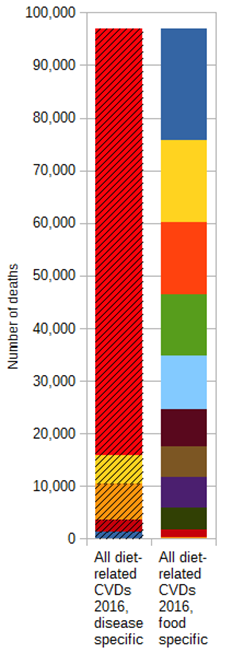 100,000
90,000
80,000
70,000
60,000
50,000
40,000
30,000
20,000
10,000
0
Number of deaths
All diet-
related
CVDs
2016,
disease
specific
All diet-
related
CVDs
2016,
food
specific